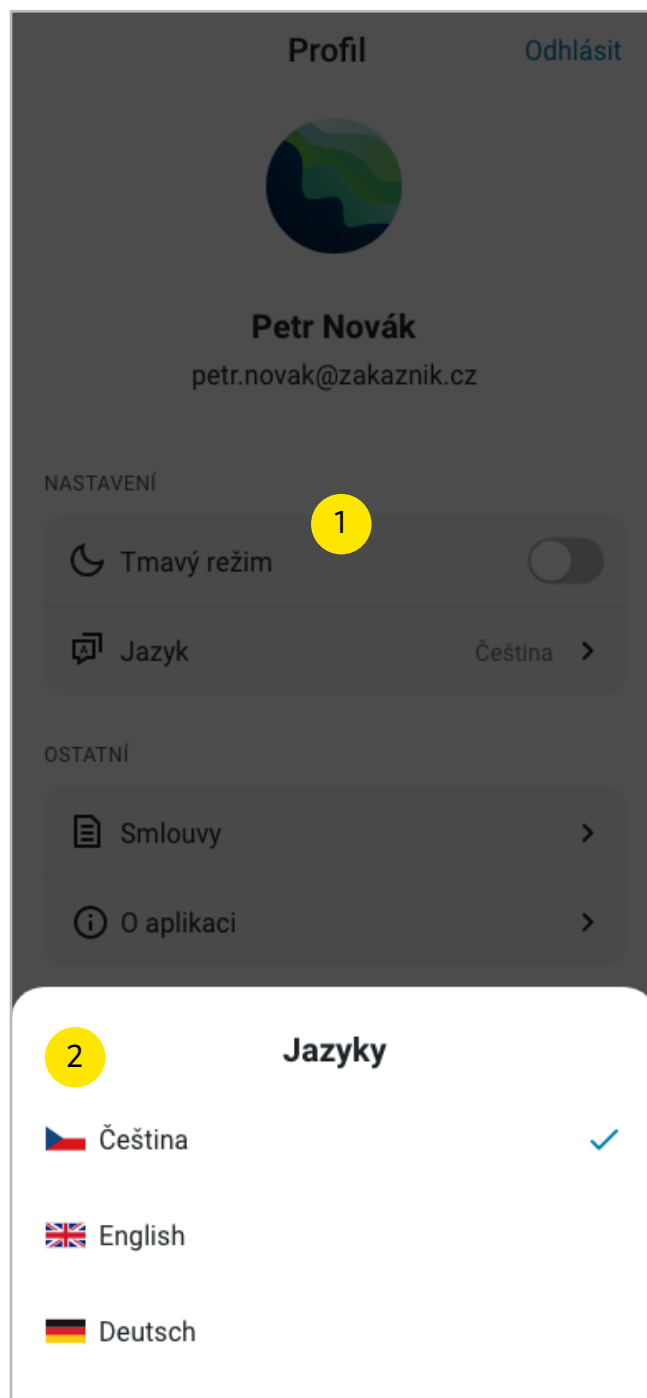 Profil Odhlásit
Petr Novák
petr.novak@zakaznik.cz
NASTAVENÍ
1
Tmavý režim
Jazyk Čeština
OSTATNÍ
Smlouvy
O aplikaci
2 Jazyky
Čeština
English
Deutsch